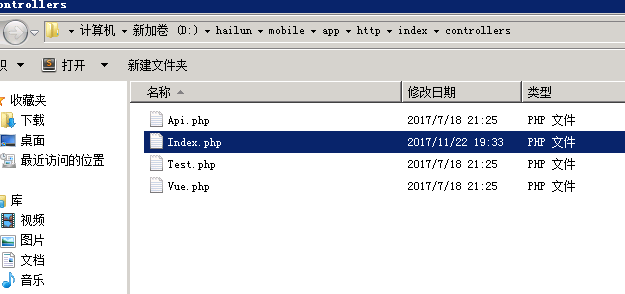 ontrollers
计算机 新加卷 (D:) hailun mobile app http index controllers
织 打开 新建文件夹
收藏夹
下载
桌面
最近访问的位置
库
视频
图片
文档
音乐
名称 修改日期 类型
Api.php 2017/7/18 21:25 PHP 文件
Index.php 2017/11/22 19:33 PHP 文件
Test.php 2017/7/18 21:25 PHP 文件
Vue.php 2017/7/18 21:25 PHP 文件